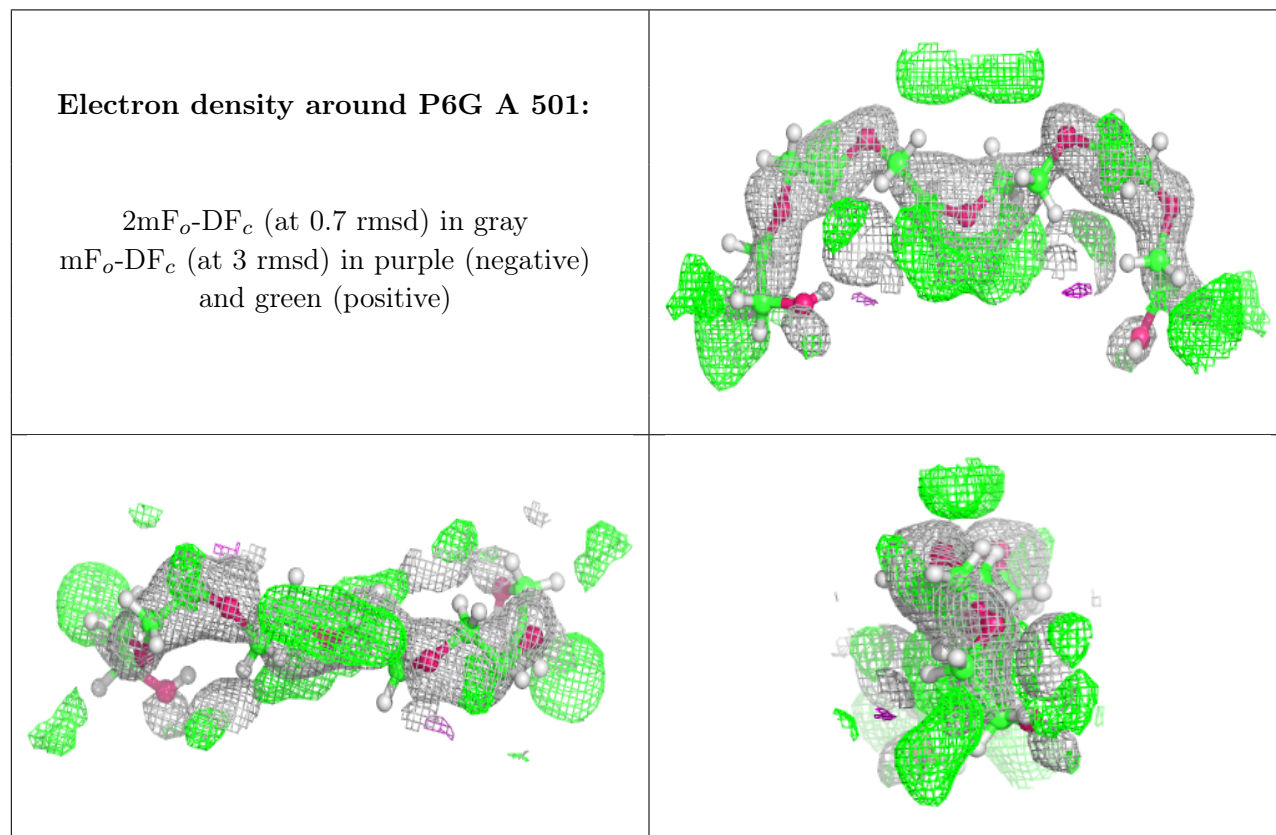 Electron density around P6G A 501:
2mFo-DFc (at 0.7 rmsd) in gray
mFo-DFc (at 3 rmsd) in purple (negative)
and green (positive)